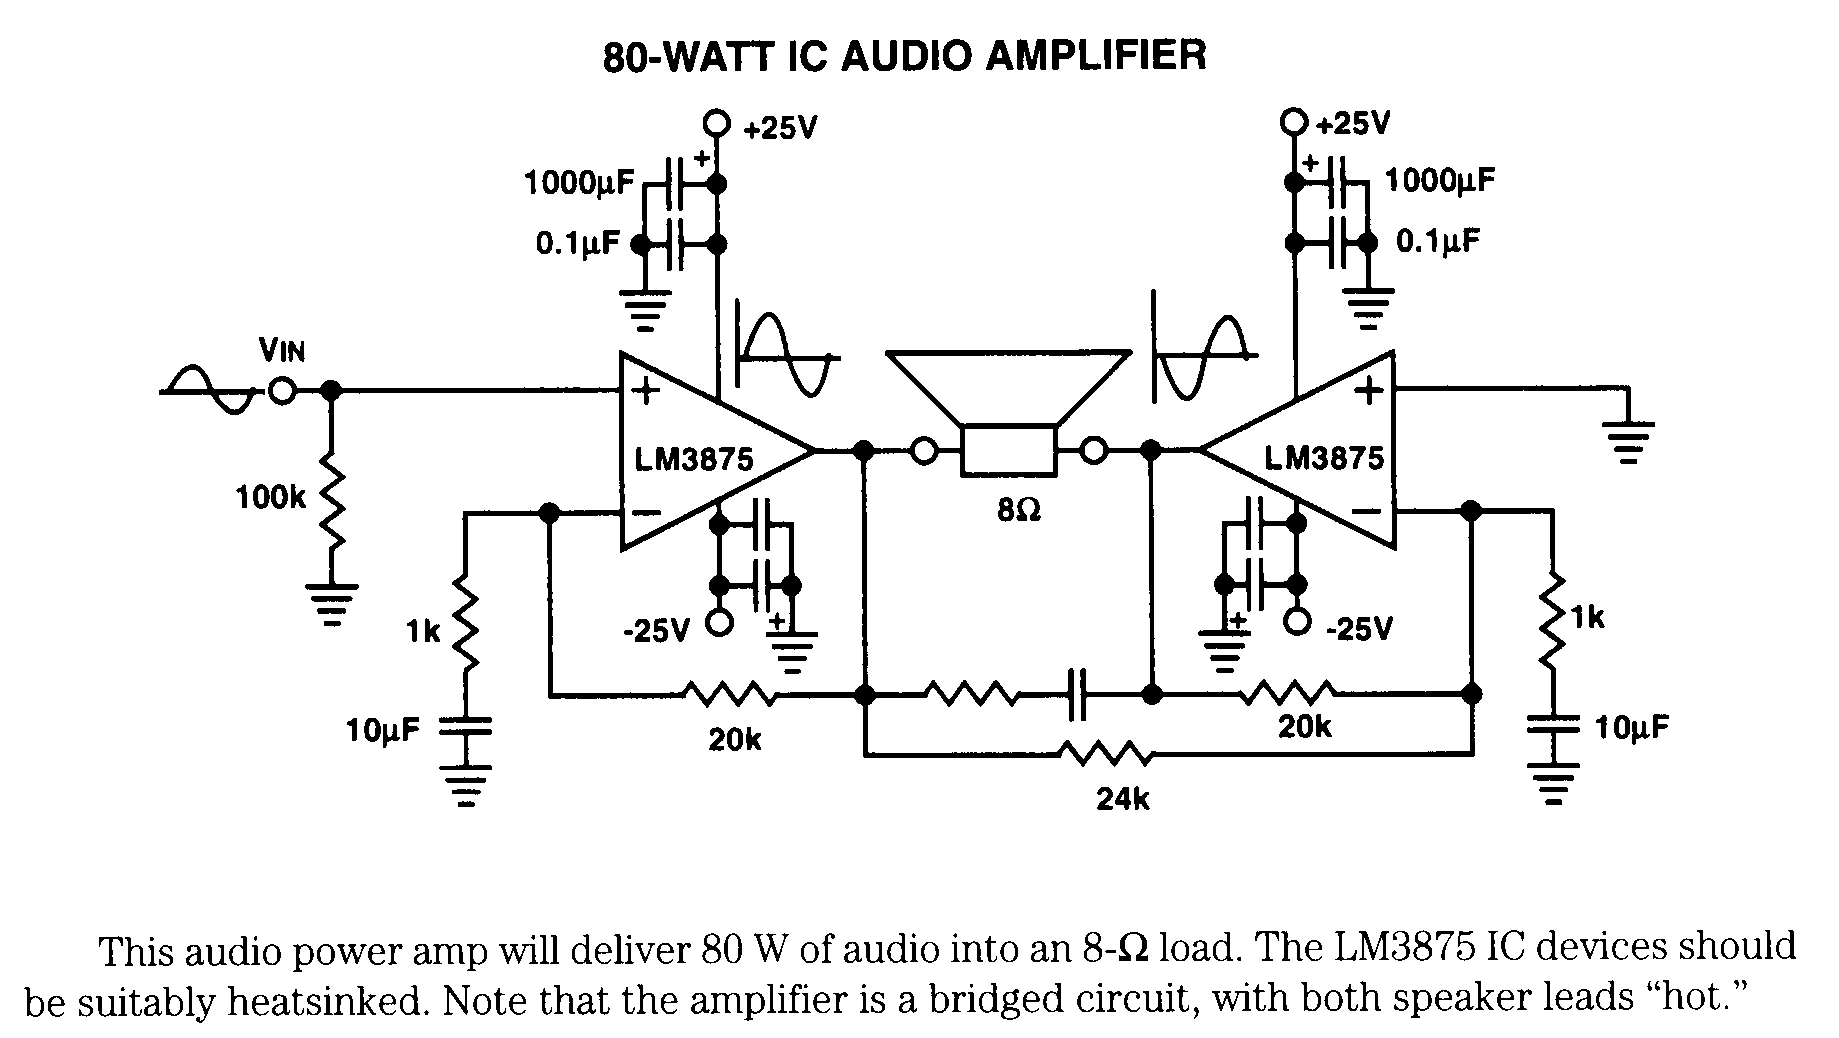 80-WATT IC AUDIO AMPLIFIER
+25V
+25V
+
1000µF
+
1000µF
0.1µF
0.1µF
VIN
+
LM3875
−
+
LM3875
−
100k
8Ω
1k
-25V
+
+
-25V
1k
10µF
20k
20k
10µF
24k
This audio power amp will deliver 80 W of audio into an 8-Ω load. The LM3875 IC devices should
be suitably heatsinked. Note that the amplifier is a bridged circuit, with both speaker leads “hot.”